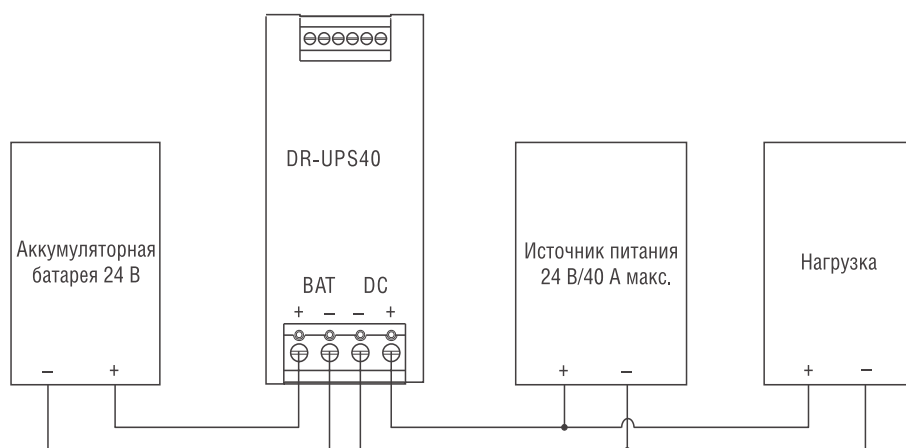 DR-UPS40
Аккумуляторная
батарея 24 В
BAT DC
+ – – +
– +
Источник питания
24 В/40 А макс.
+ –
Нагрузка
+ –